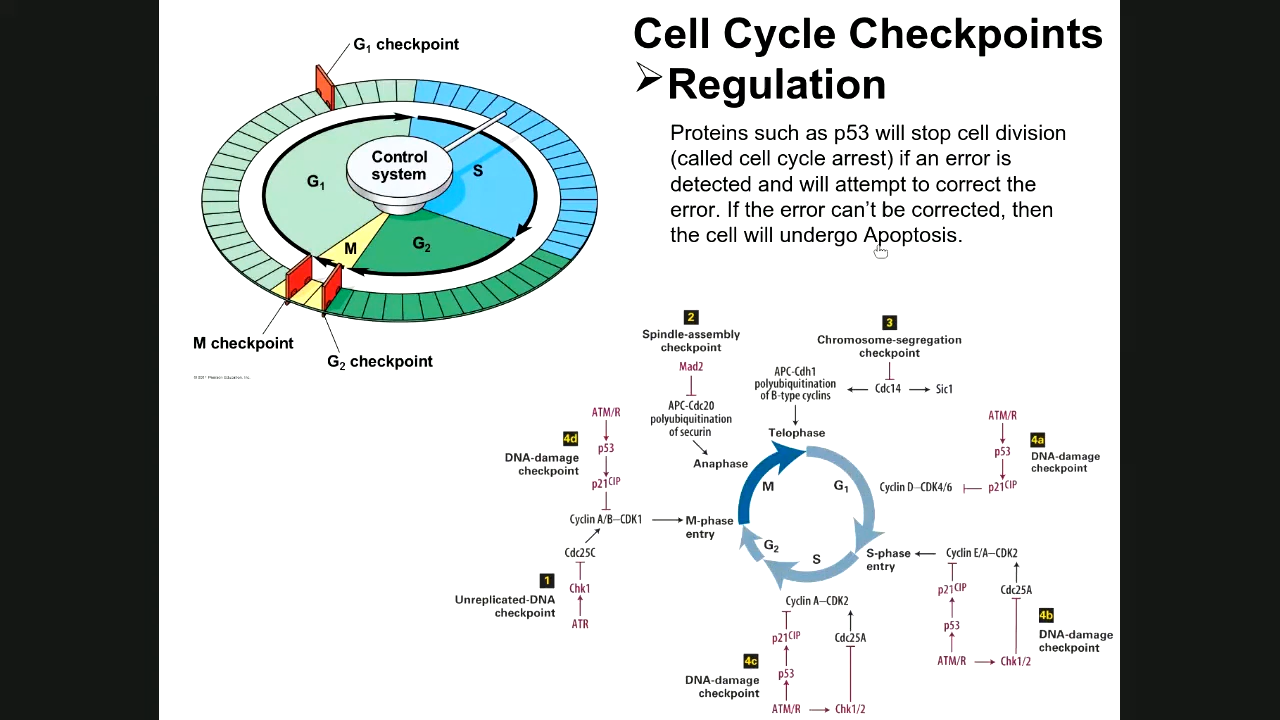 Cell Cycle Checkpoints
➢Regulation
Proteins such as p53 will stop cell division
(called cell cycle arrest) if an error is
detected and will attempt to correct the
error. If the error can't be corrected, then
the cell will undergo Apoptosis.
G1 checkpoint
Control
system
G1
S
G2
M
M checkpoint
G2 checkpoint
© 2011 Pearson Education, Inc.
2
Spindle-assembly
checkpoint
Mad2
APC-Cdc20
polyubiquitination
of securin
Anaphase
3
Chromosome-segregation
checkpoint
Cdc14
Sic1
APC-Cdh1
polyubiquitination
of B-type cyclins
Telophase
4d
DNA-damage
checkpoint
ATM/R
p53
p21CIP
Cyclin A/B–CDK1
M-phase
entry
Cdc25C
1
Unreplicated-DNA
checkpoint
Chk1
ATR
M
G1
G2
S
4a
DNA-damage
checkpoint
ATM/R
p53
p21CIP
Cyclin D–CDK4/6
S-phase
entry
Cyclin E/A–CDK2
p21CIP
Cdc25A
p53
ATM/R
Chk1/2
4b
DNA-damage
checkpoint
Cyclin A–CDK2
p21CIP
Cdc25A
4c
DNA-damage
checkpoint
p53
ATM/R
Chk1/2